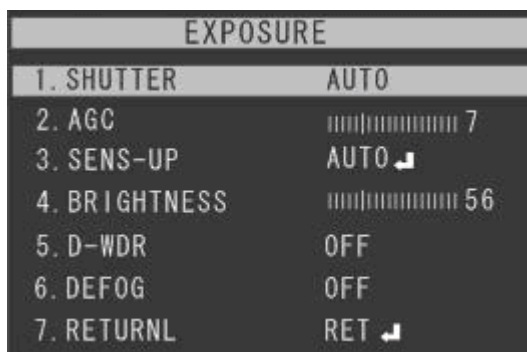 EXPOSURE
1. SHUTTER AUTO
2. AGC 7
3. SENS-UP AUTO
4. BRIGHTNESS 56
5. D-WDR OFF
6. DEFOG OFF
7. RETURNL RET